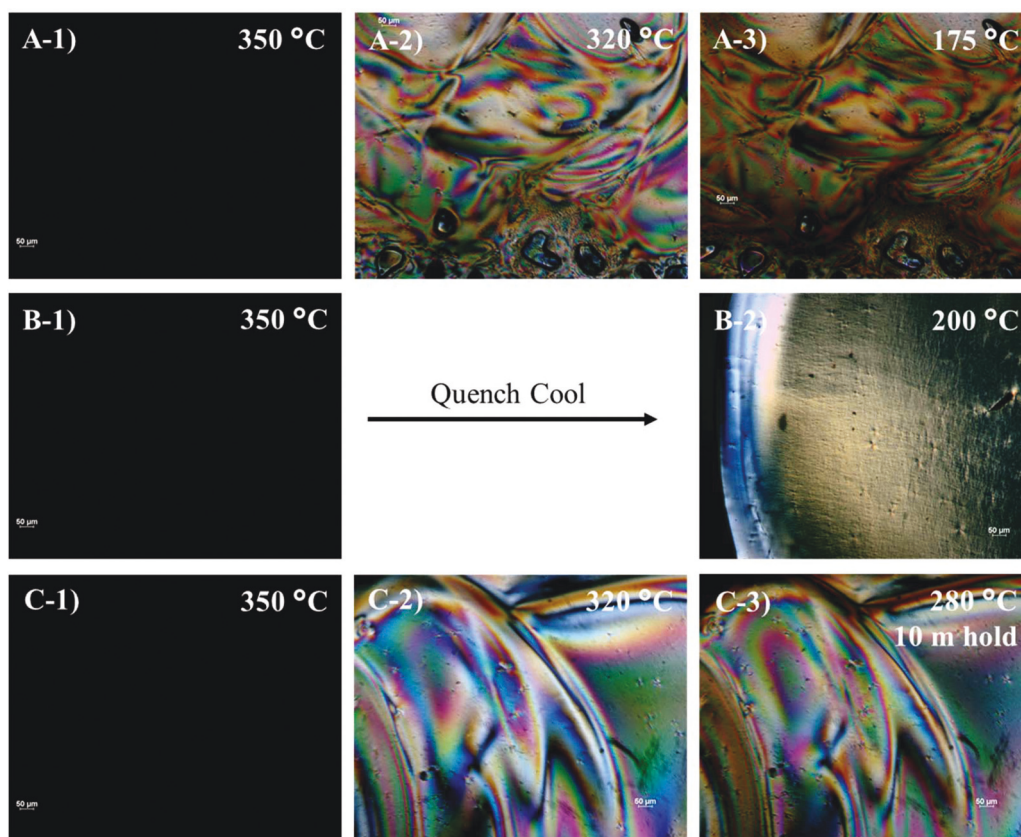 A-1) 350 °C
50 µm
A-2) 320 °C
50 µm
A-3) 175 °C
50 µm
B-1) 350 °C
50 µm
Quench Cool
B-2) 200 °C
50 µm
C-1) 350 °C
50 µm
C-2) 320 °C
50 µm
C-3) 280 °C
10 m hold
50 µm